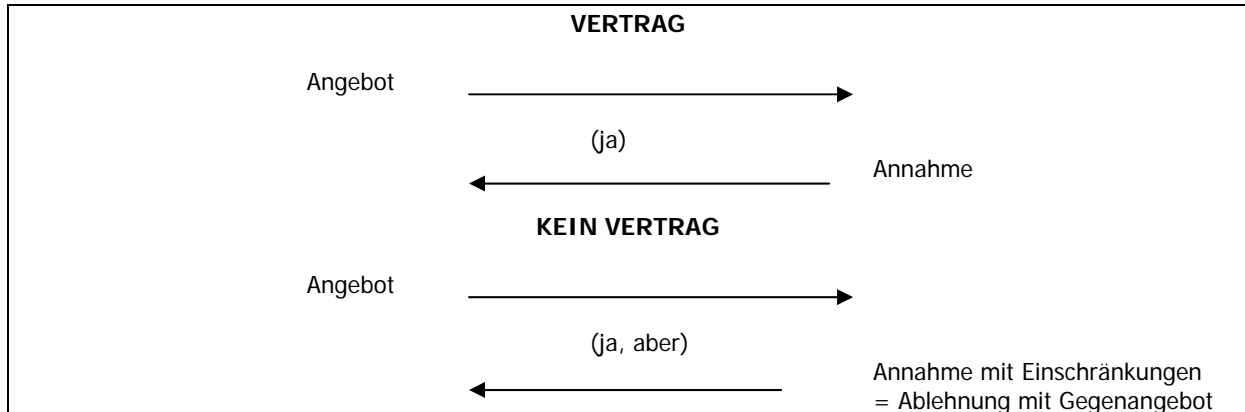 VERTRAG
Angebot
(ja)
Annahme
KEIN VERTRAG
Angebot
(ja, aber)
Annahme mit Einschränkungen
= Ablehnung mit Gegenangebot